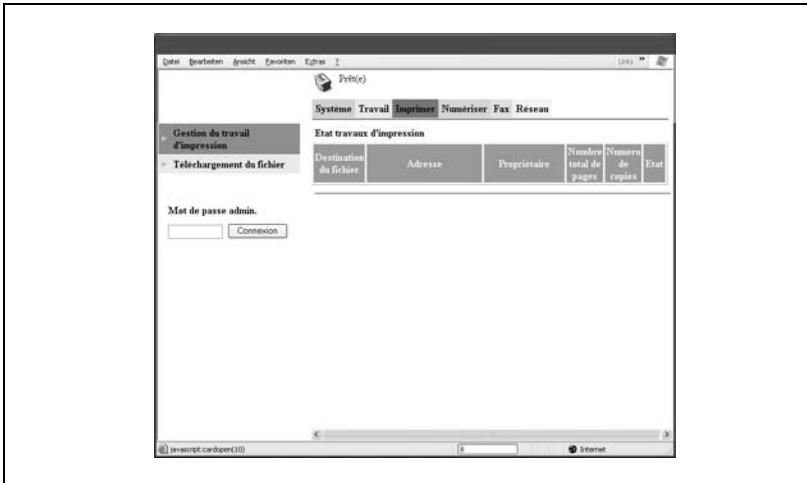 Datei Bearbeiten Ansicht Favoriten Extras ?
Links »
Prêt(e)
Système Travail Imprimer Numériser Fax Réseau
Gestion du travail
d'impression
Téléchargement du fichier
Etat travaux d'impression
Destination
du fichier
Adresse
Propriétaire
Nombre
total de
pages
Numéro
de
copies
Etat
Mot de passe admin.
Connexion
javascript:cardopen(10)
Internet